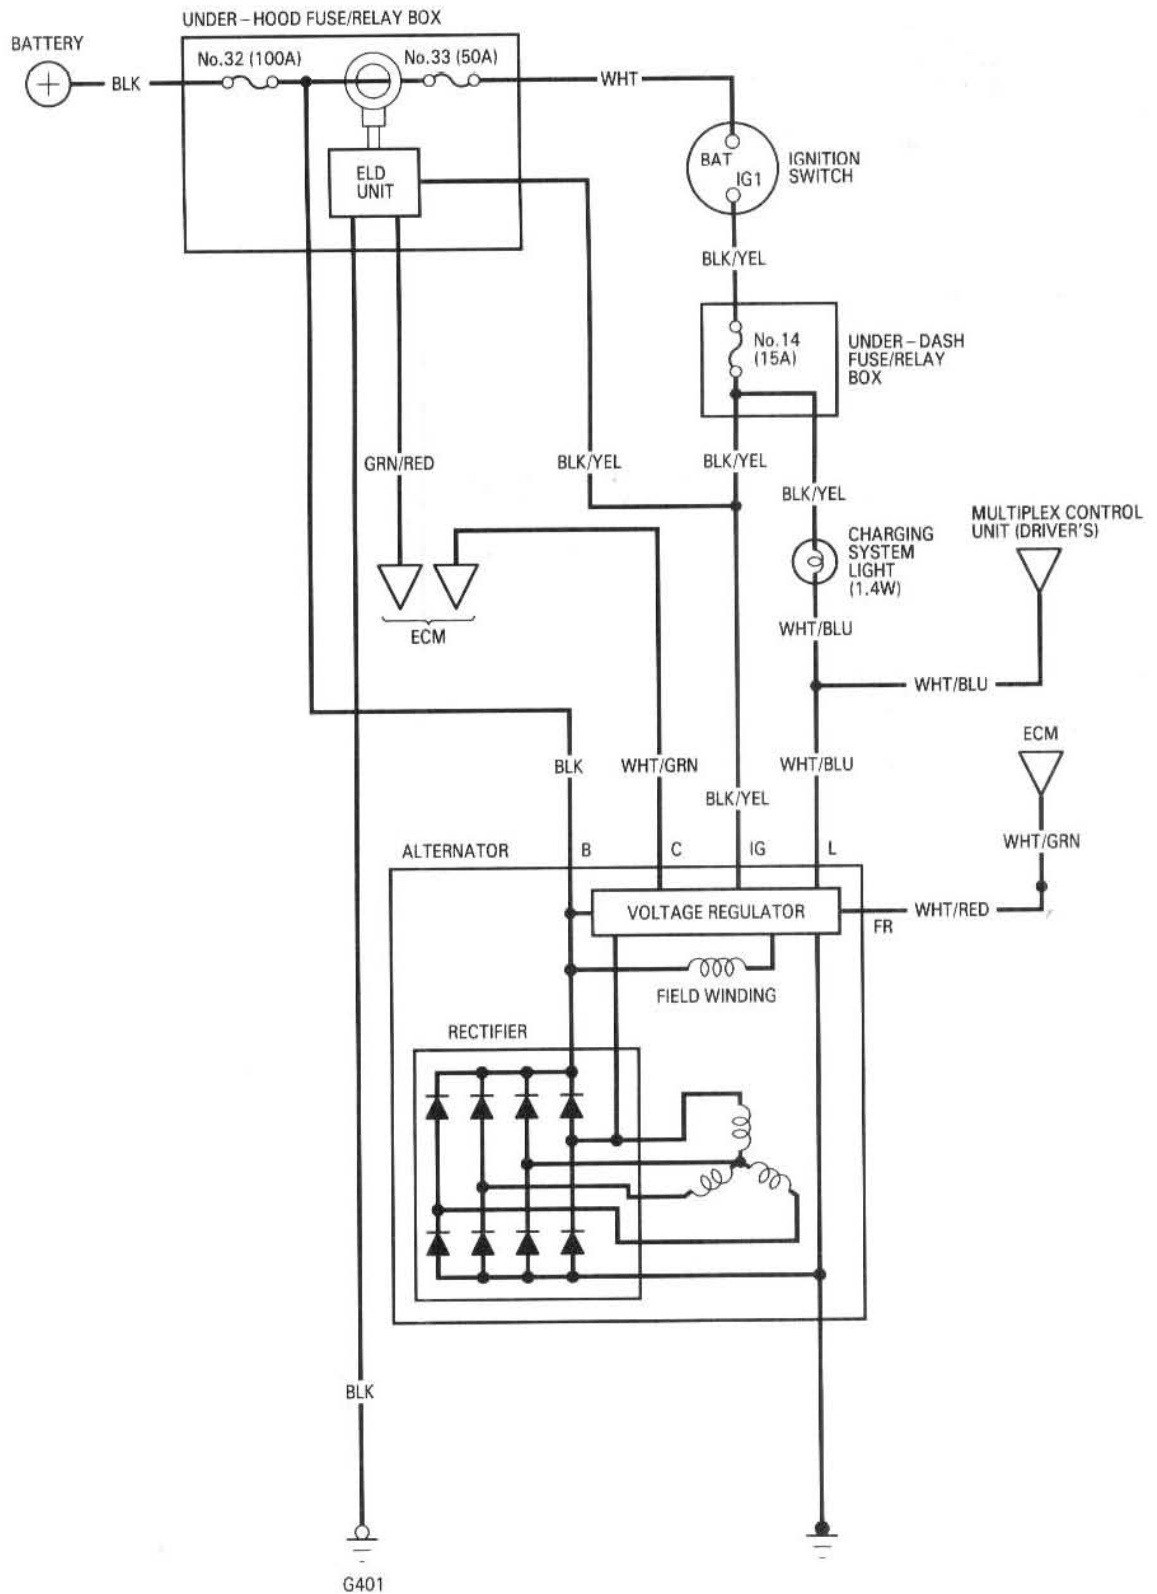 UNDER-HOOD FUSE/RELAY BOX
BATTERY
No.32 (100A)
No.33 (50A)
+
BLK
WHT
BAT
IG1
IGNITION
SWITCH
ELD
UNIT
BLK/YEL
No.14
(15A)
UNDER-DASH
FUSE/RELAY
BOX
GRN/RED
BLK/YEL
BLK/YEL
BLK/YEL
MULTIPLEX CONTROL
UNIT (DRIVER'S)
CHARGING
SYSTEM
LIGHT
(1.4W)
ECM
WHT/BLU
WHT/BLU
ECM
BLK
WHT/GRN
WHT/BLU
BLK/YEL
WHT/GRN
ALTERNATOR
B
C
IG
L
VOLTAGE REGULATOR
WHT/RED
FR
FIELD WINDING
RECTIFIER
BLK
G401